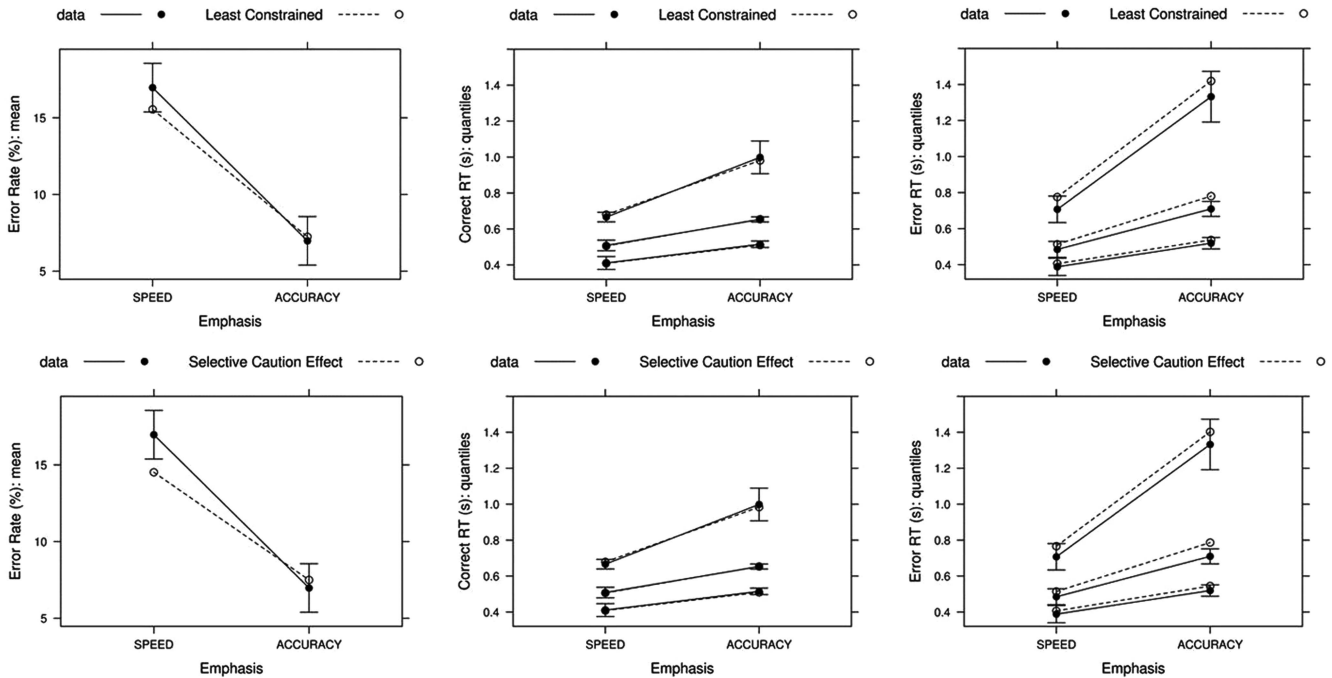 data Least Constrained
Error Rate (%): mean
15
10
5
SPEED ACCURACY
Emphasis
data Least Constrained
Correct RT (s): quantiles
1.4
1.2
1.0
0.8
0.6
0.4
SPEED ACCURACY
Emphasis
data Least Constrained
Error RT (s): quantiles
1.4
1.2
1.0
0.8
0.6
0.4
SPEED ACCURACY
Emphasis
data Selective Caution Effect
Error Rate (%): mean
15
10
5
SPEED ACCURACY
Emphasis
data Selective Caution Effect
Correct RT (s): quantiles
1.4
1.2
1.0
0.8
0.6
0.4
SPEED ACCURACY
Emphasis
data Selective Caution Effect
Error RT (s): quantiles
1.4
1.2
1.0
0.8
0.6
0.4
SPEED ACCURACY
Emphasis